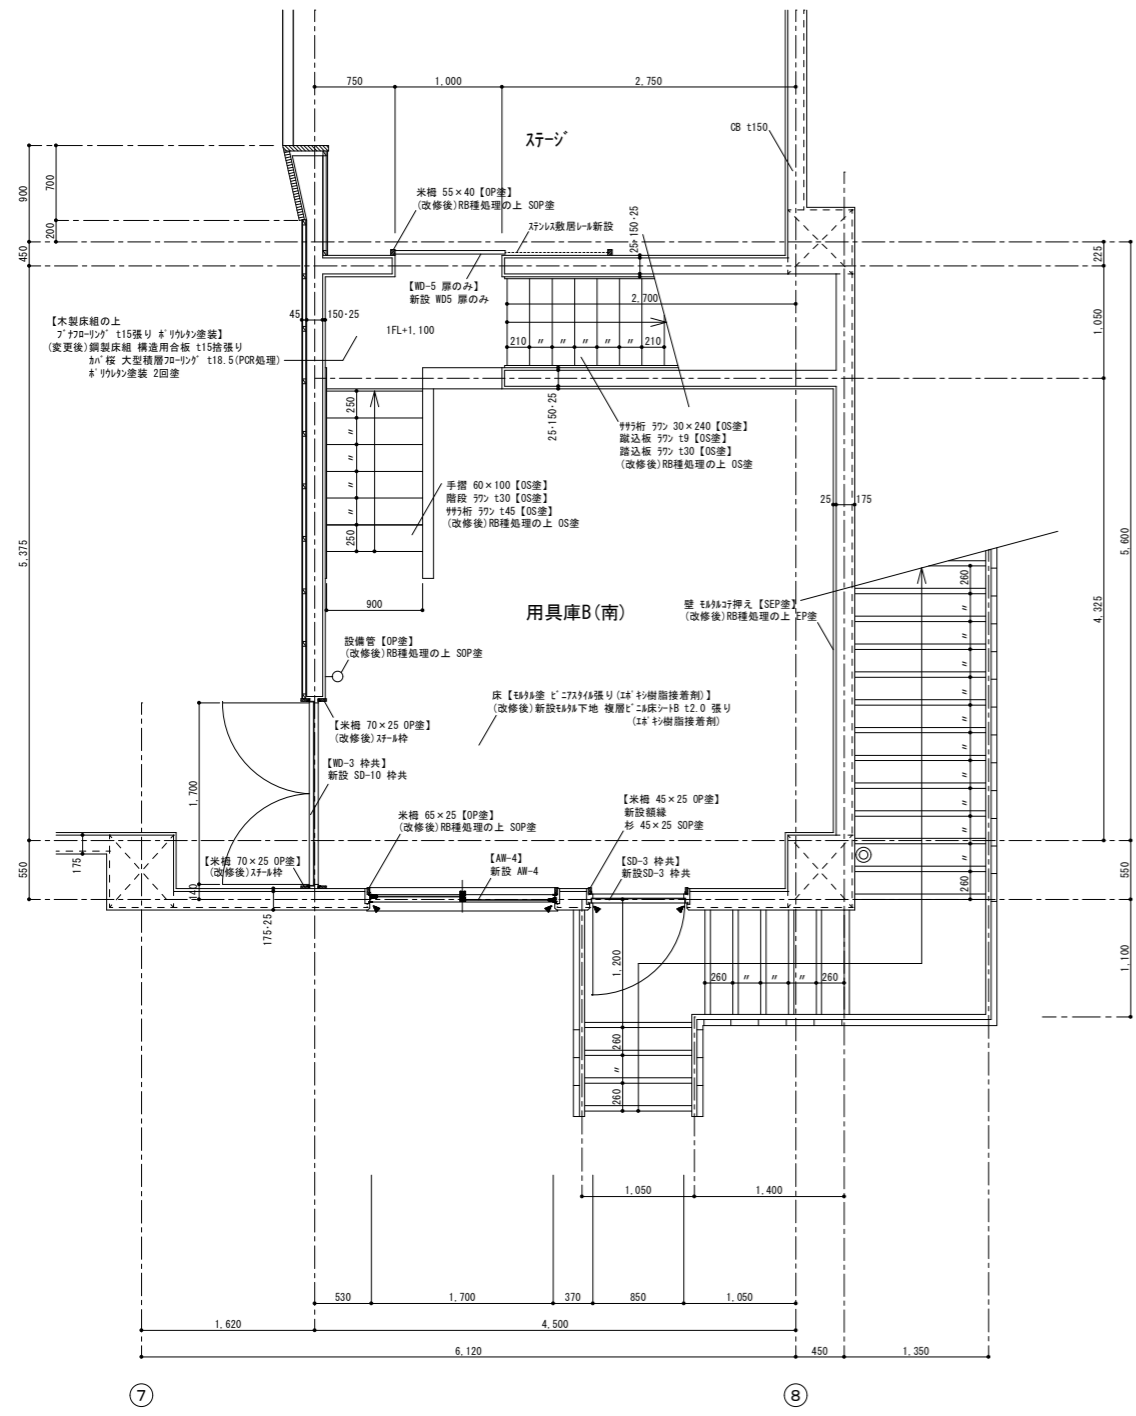 750
1,000
2,750
ステージ
CB t150
900
700
200
450
米栂 55×40【OP塗】
(改修後)RB種処理の上 SOP塗
ステンレス敷居レール新設
25・150・25
225
1,050
【WD-5 扉のみ】
新設 WD5 扉のみ
2,700
45
150・25
1FL+1,100
210
〃
〃
〃
〃
210
【木製床組の上
ブナフローリング t15張り ポリウレタン塗装】
(変更後)鋼製床組 構造用合板 t15捨張り
カバ桜 大型積層フローリング t18.5(PCR処理)
ポリウレタン塗装 2回塗
25・150・25
250
〃
〃
〃
〃
250
ササラ桁 ラワン 30×240【OS塗】
蹴込板 ラワン t9【OS塗】
踏込板 ラワン t30【OS塗】
(改修後)RB種処理の上 OS塗
手摺 60×100【OS塗】
階段 ラワン t30【OS塗】
ササラ桁 ラワン t45【OS塗】
(改修後)RB種処理の上 OS塗
25
175
5,375
5,600
4,325
900
用具庫B(南)
壁 モルタルコテ押え【SEP塗】
(改修後)RB種処理の上 EP塗
260
〃
〃
〃
〃
〃
〃
〃
〃
〃
〃
260
設備管【OP塗】
(改修後)RB種処理の上 SOP塗
床【モルタル塗 ビニアスタイル張り(エポキシ樹脂接着剤)】
(改修後)新設モルタル下地 複層ビニル床シートB t2.0 張り
(エポキシ樹脂接着剤)
【米栂 70×25 OP塗】
(改修後)スチール枠
【WD-3 枠共】
新設 SD-10 枠共
1,700
米栂 65×25【OP塗】
(改修後)RB種処理の上 SOP塗
【米栂 45×25 OP塗】
新設額縁
杉 45×25 SOP塗
175
550
【米栂 70×25 OP塗】
(改修後)スチール枠
140
【AW-4】
新設 AW-4
【SD-3 枠共】
新設SD-3 枠共
550
175・25
1,200
260
〃
〃
〃
260
1,100
260
〃
260
1,050
1,400
530
1,700
370
850
1,050
1,620
4,500
6,120
450
1,350
7
8